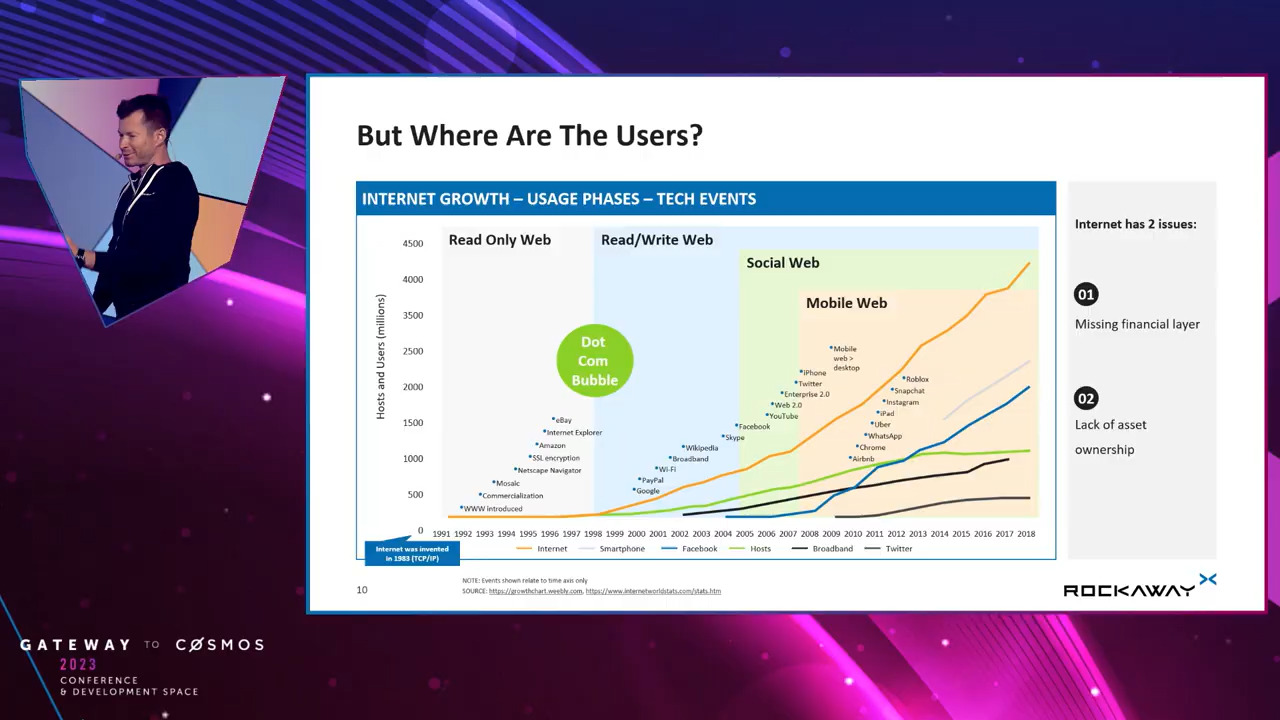 But Where Are The Users?
INTERNET GROWTH – USAGE PHASES – TECH EVENTS
Read Only Web
Read/Write Web
Social Web
Mobile Web
Hosts and Users (millions)
4500
4000
3500
2500
2000
1500
1000
500
0
Dot
Com
Bubble
eBay
Internet Explorer
Amazon
SSL encryption
Netscape Navigator
Mosaic
Commercialization
WWW introduced
Wikipedia
Broadband
Wi-Fi
PayPal
Google
Mobile
web >
desktop
iPhone
Twitter
Enterprise 2.0
Web 2.0
YouTube
Facebook
Skype
Roblox
Snapchat
Instagram
iPad
Uber
WhatsApp
Chrome
Airbnb
1991 1992 1993 1994 1995 1996 1997 1998 1999 2000 2001 2002 2003 2004 2005 2006 2007 2008 2009 2010 2011 2012 2013 2014 2015 2016 2017 2018
Internet Smartphone Facebook Hosts Broadband Twitter
Internet was invented
in 1983 (TCP/IP)
Internet has 2 issues:
01
Missing financial layer
02
Lack of asset
ownership
10
NOTE: Events shown relate to time axis only
SOURCE: https://growthchart.weebly.com, https://www.internetworldstats.com/stats.htm
ROCKAWAY X
GATEWAY TO COSMOS
2023
CONFERENCE
& DEVELOPMENT SPACE